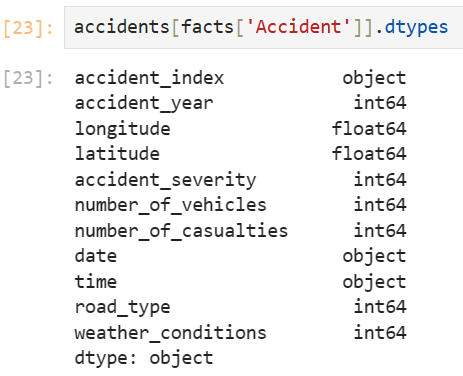 [23]: accidents[facts['Accident']].dtypes
[23]: accident_index object
accident_year int64
longitude float64
latitude float64
accident_severity int64
number_of_vehicles int64
number_of_casualties int64
date object
time object
road_type int64
weather_conditions int64
dtype: object